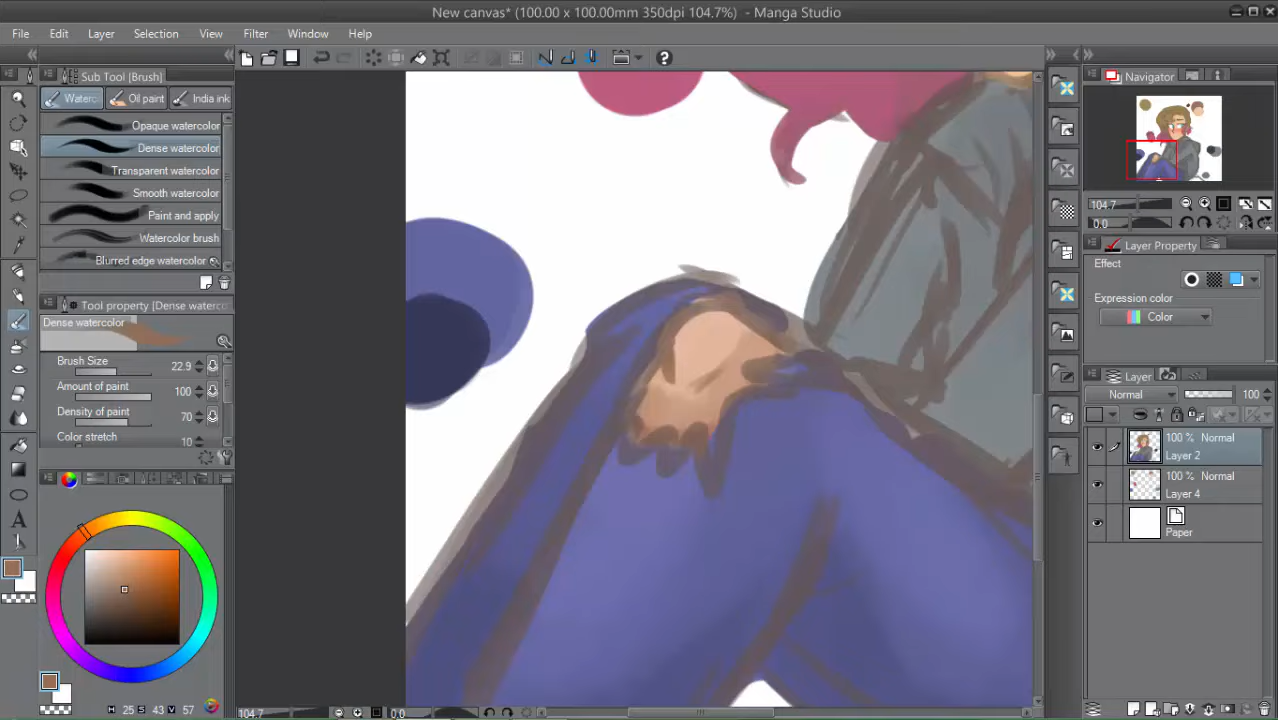 New canvas* (100.00 x 100.00mm 350dpi 104.7%) - Manga Studio
File Edit Layer Selection View Filter Window Help
Sub Tool [Brush]
Waterc Oil paint India ink
Opaque watercolor
Dense watercolor
Transparent watercolor
Smooth watercolor
Paint and apply
Watercolor brush
Blurred edge watercolor
Tool property [Dense waterco
Dense watercolor
Brush Size 22.9
Amount of paint 100
Density of paint 70
Color stretch 10
H 25 S 43 V 57
104.7 0.0
Navigator
104.7
0.0
Layer Property
Effect
Expression color
Color
Layer
Normal 100
100 % Normal
Layer 2
100 % Normal
Layer 4
Paper